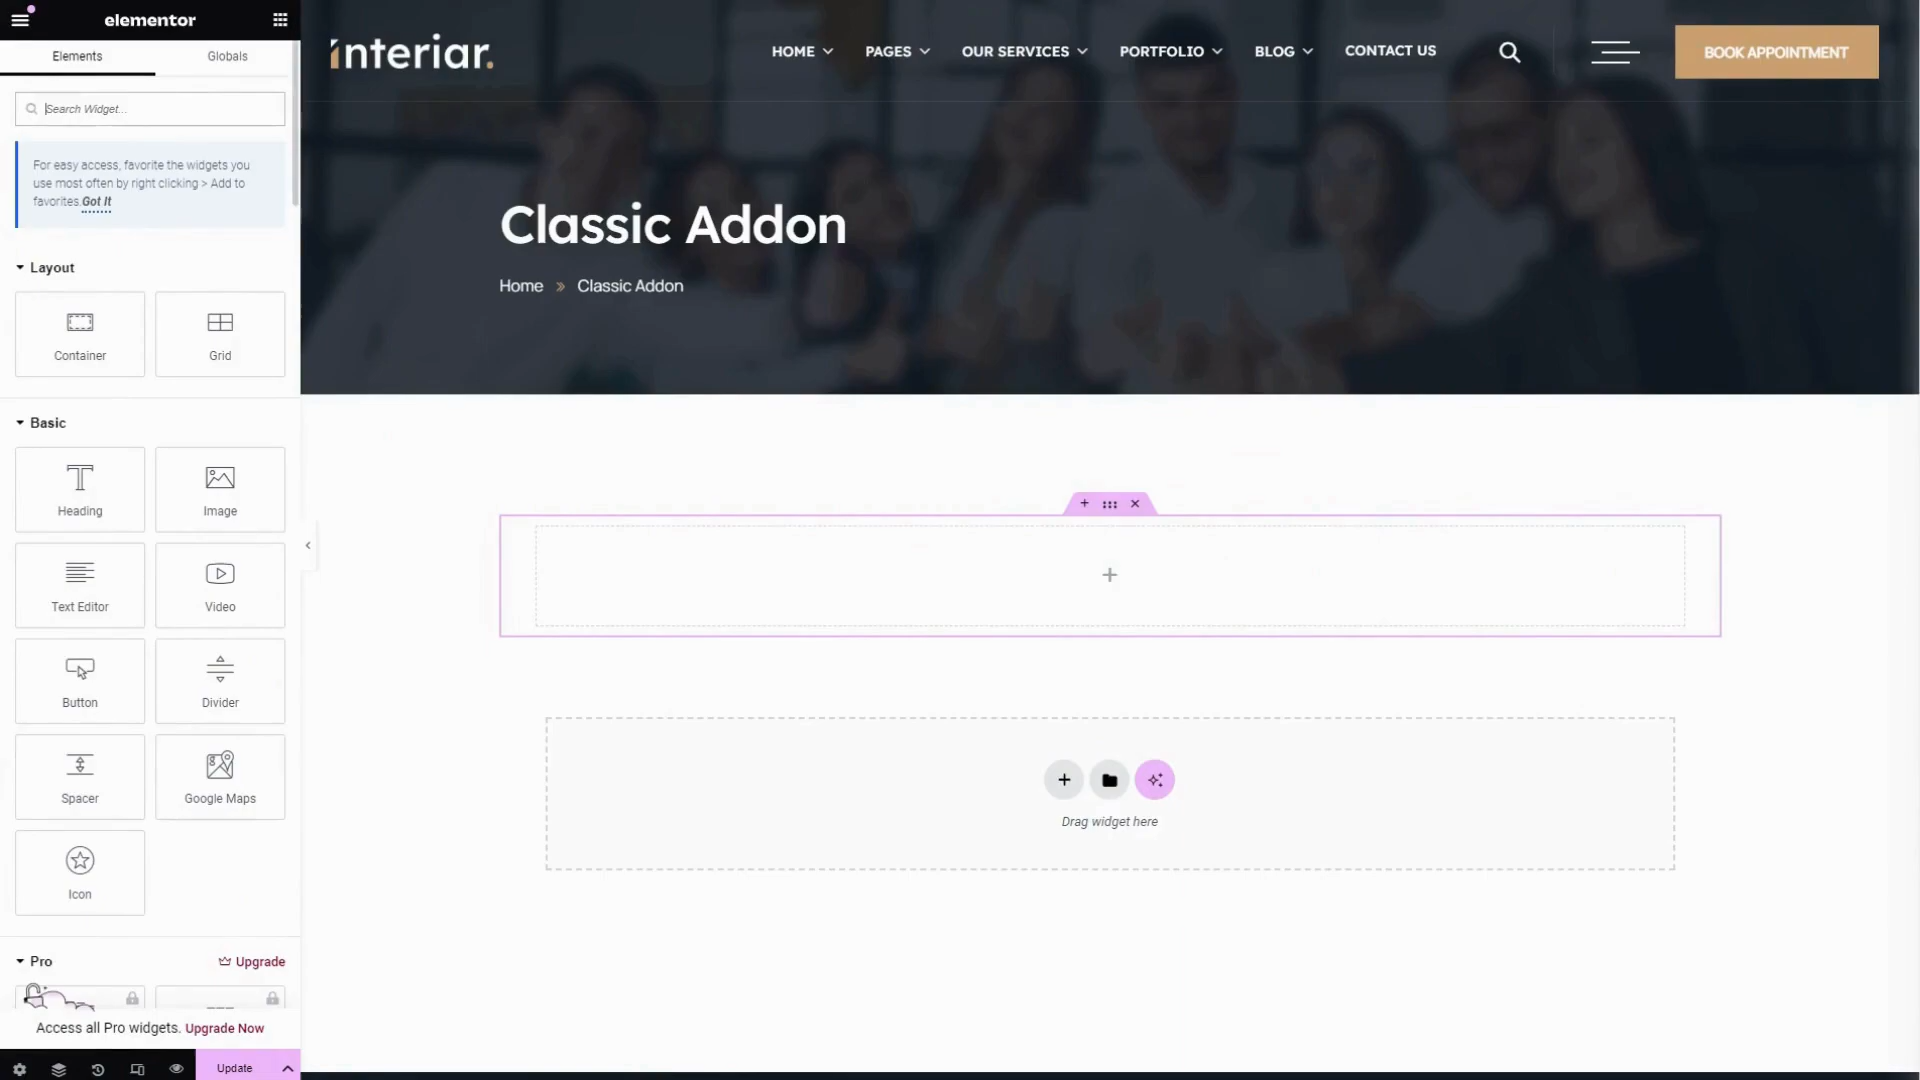 elementor
Elements
Globals
Search Widget...
For easy access, favorite the widgets you
use most often by right clicking > Add to
favorites.Got It
Layout
Container
Grid
Basic
Heading
Image
Text Editor
Video
Button
Divider
Spacer
Google Maps
Icon
Pro
Upgrade
Access all Pro widgets. Upgrade Now
Update
interiar.
HOME
PAGES
OUR SERVICES
PORTFOLIO
BLOG
CONTACT US
BOOK APPOINTMENT
Classic Addon
Home » Classic Addon
Drag widget here